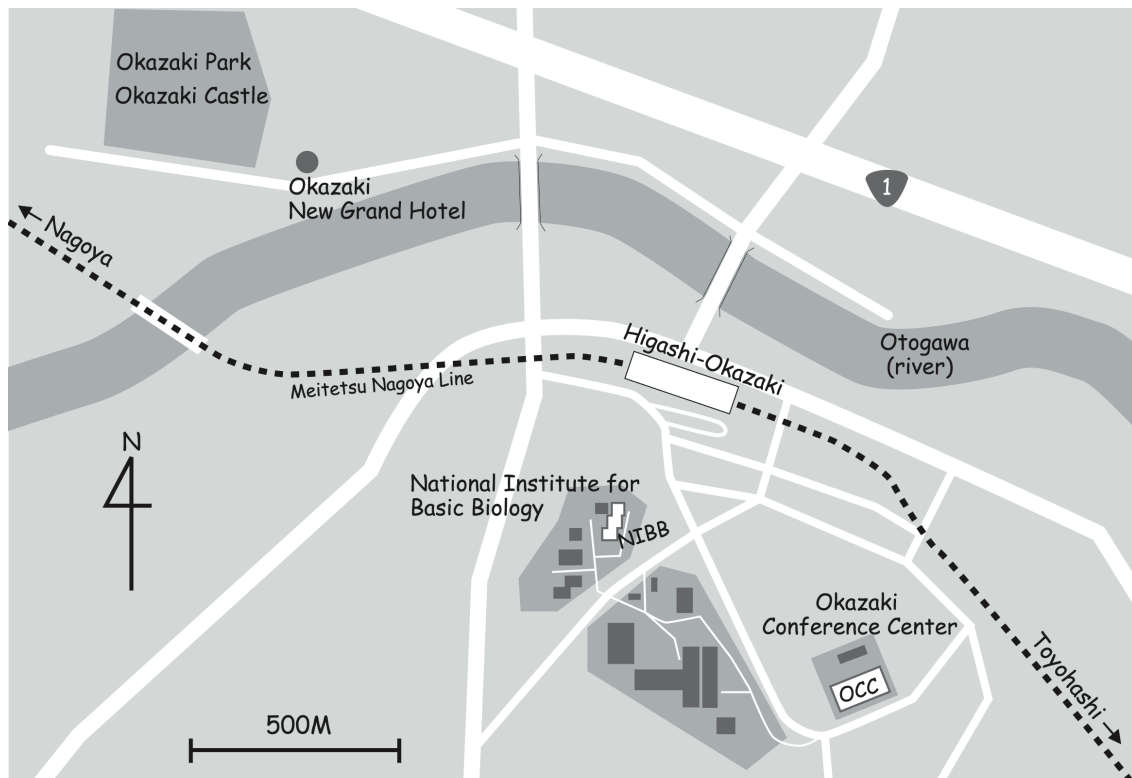 Okazaki Park
Okazaki Castle
1
Okazaki
New Grand Hotel
Nagoya
Higashi-Okazaki
Otogawa
(river)
Meitetsu Nagoya Line
N
National Institute for
Basic Biology
NIBB
Okazaki
Conference Center
OCC
Toyohashi
500M